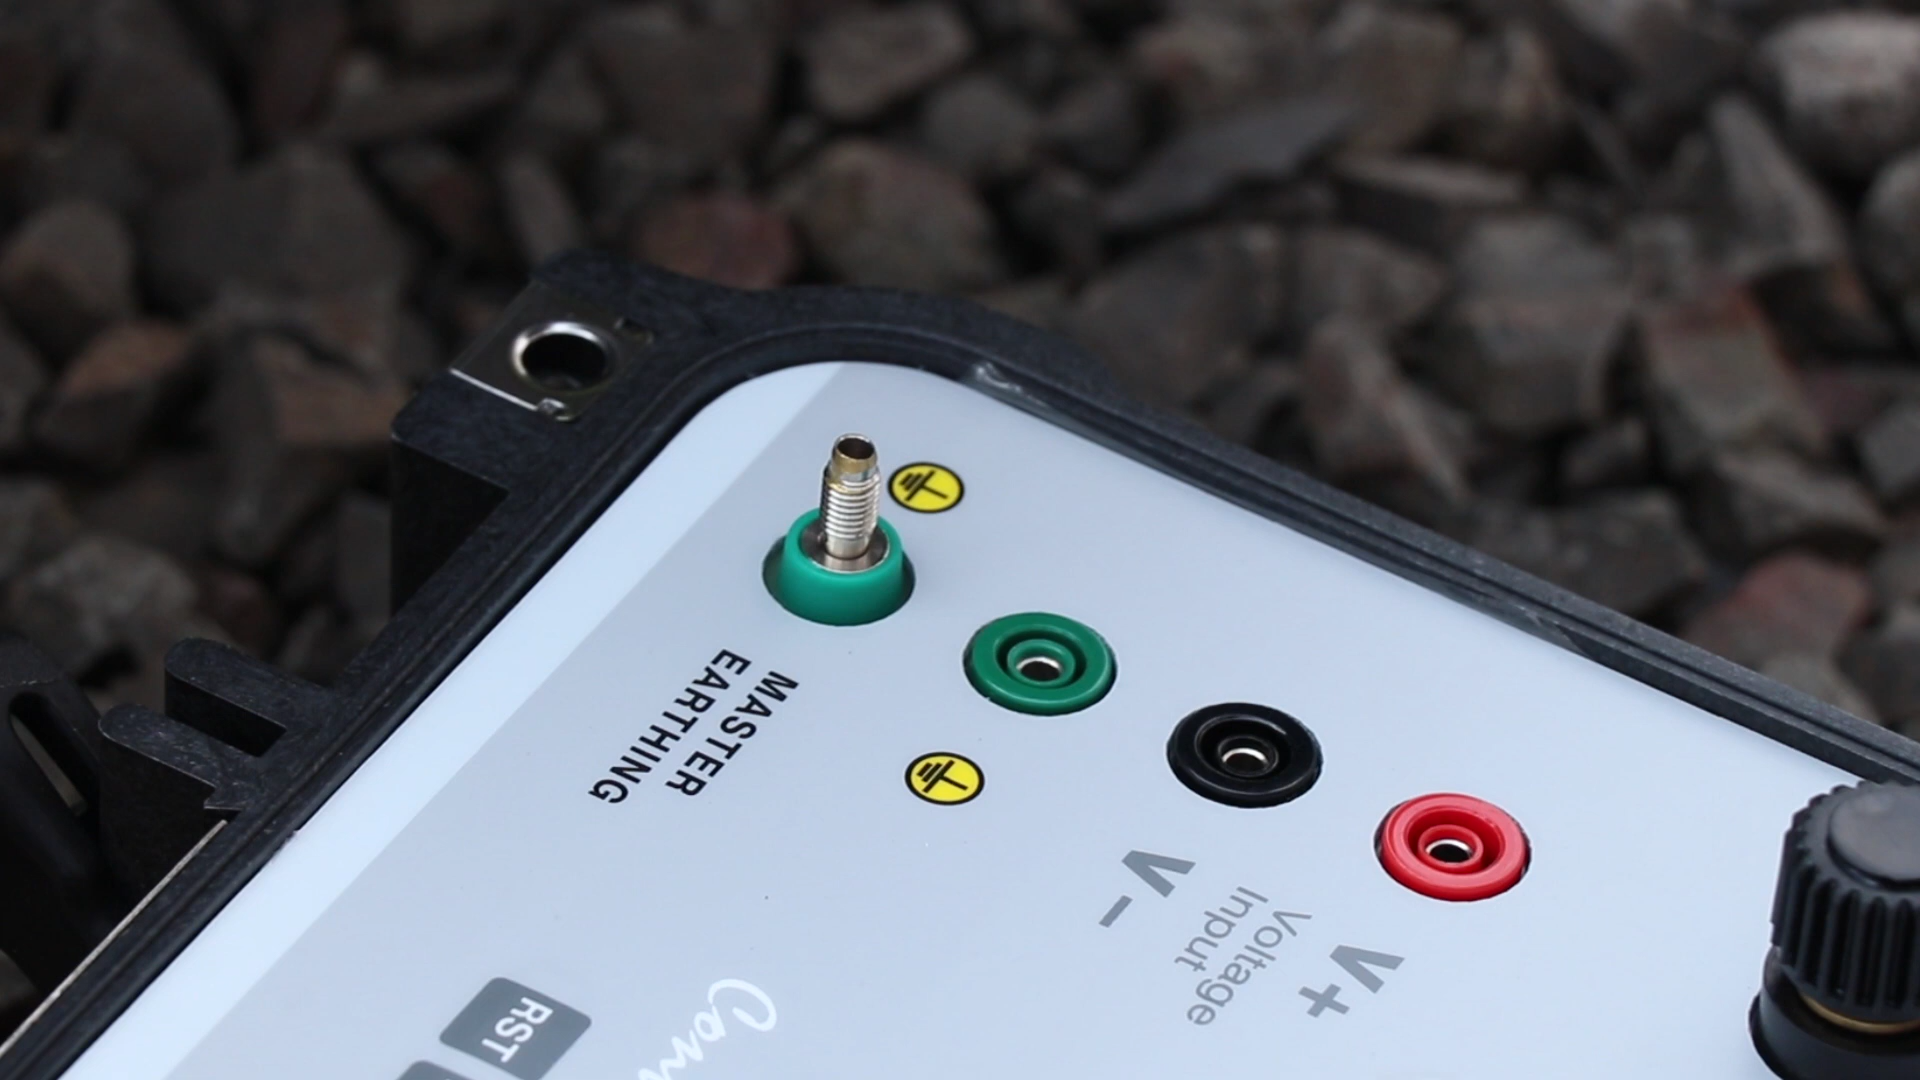 MASTER
EARTHING
V -
Voltage
Input
V+
RST